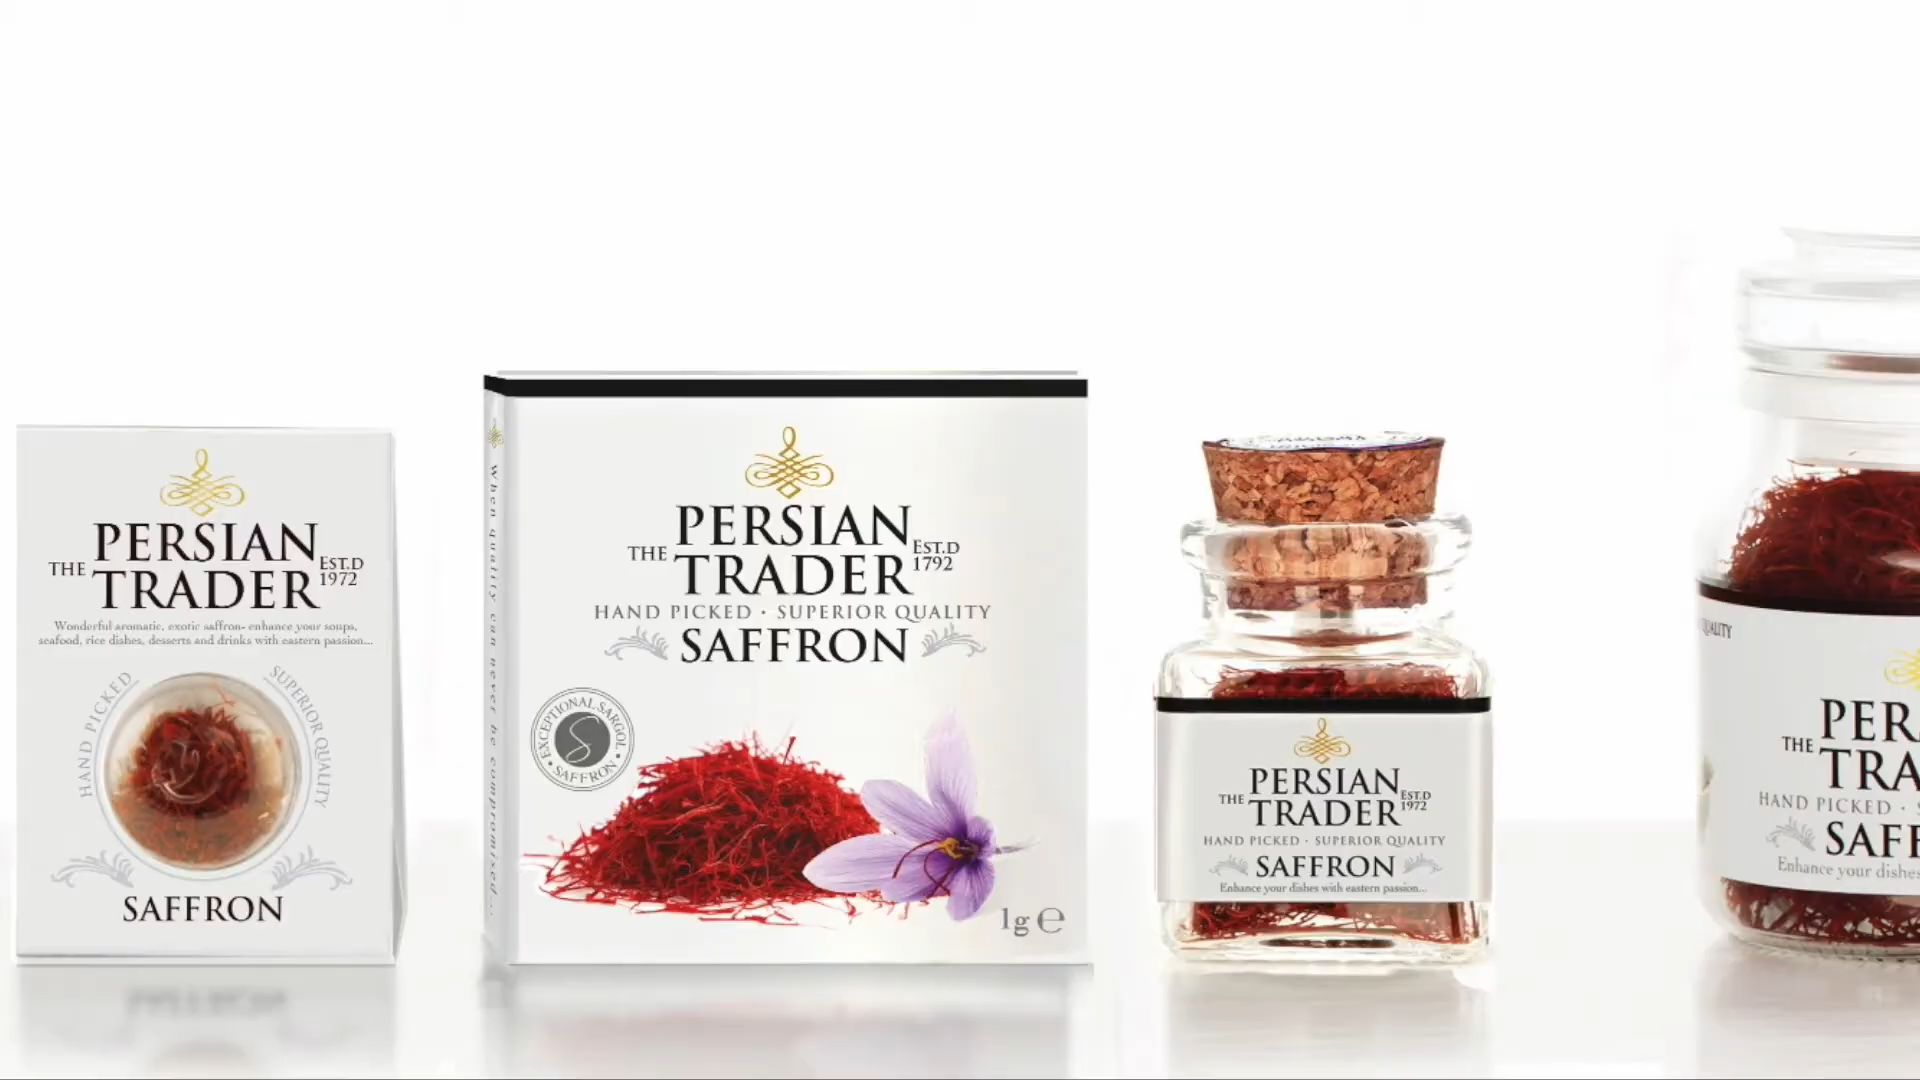 PERSIAN
THE TRADER EST.D 1972
Wonderful aromatic, exotic saffron- enhance your soups,
seafood, rice dishes, desserts and drinks with eastern passion...
HAND PICKED
SUPERIOR QUALITY
SAFFRON
When quality can never be compromised...
PERSIAN
THE TRADER EST.D 1792
HAND PICKED · SUPERIOR QUALITY
SAFFRON
EXCEPTIONAL SARGOL
S
• SAFFRON •
1g ℮
PERSIAN
THE TRADER EST.D 1972
HAND PICKED · SUPERIOR QUALITY
SAFFRON
Enhance your dishes with eastern passion...
QUALITY
PER
THE TRA
HAND PICKED ·
SAFF
Enhance your dishes